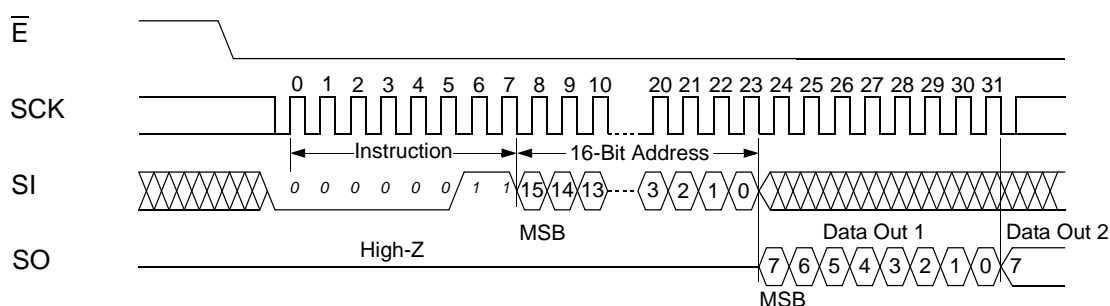 E
0 1 2 3 4 5 6 7 8 9 10 20 21 22 23 24 25 26 27 28 29 30 31
SCK
Instruction 16-Bit Address
SI 0 0 0 0 0 0 1 1 15 14 13 3 2 1 0
MSB Data Out 1 Data Out 2
High-Z
SO 7 6 5 4 3 2 1 0 7
MSB